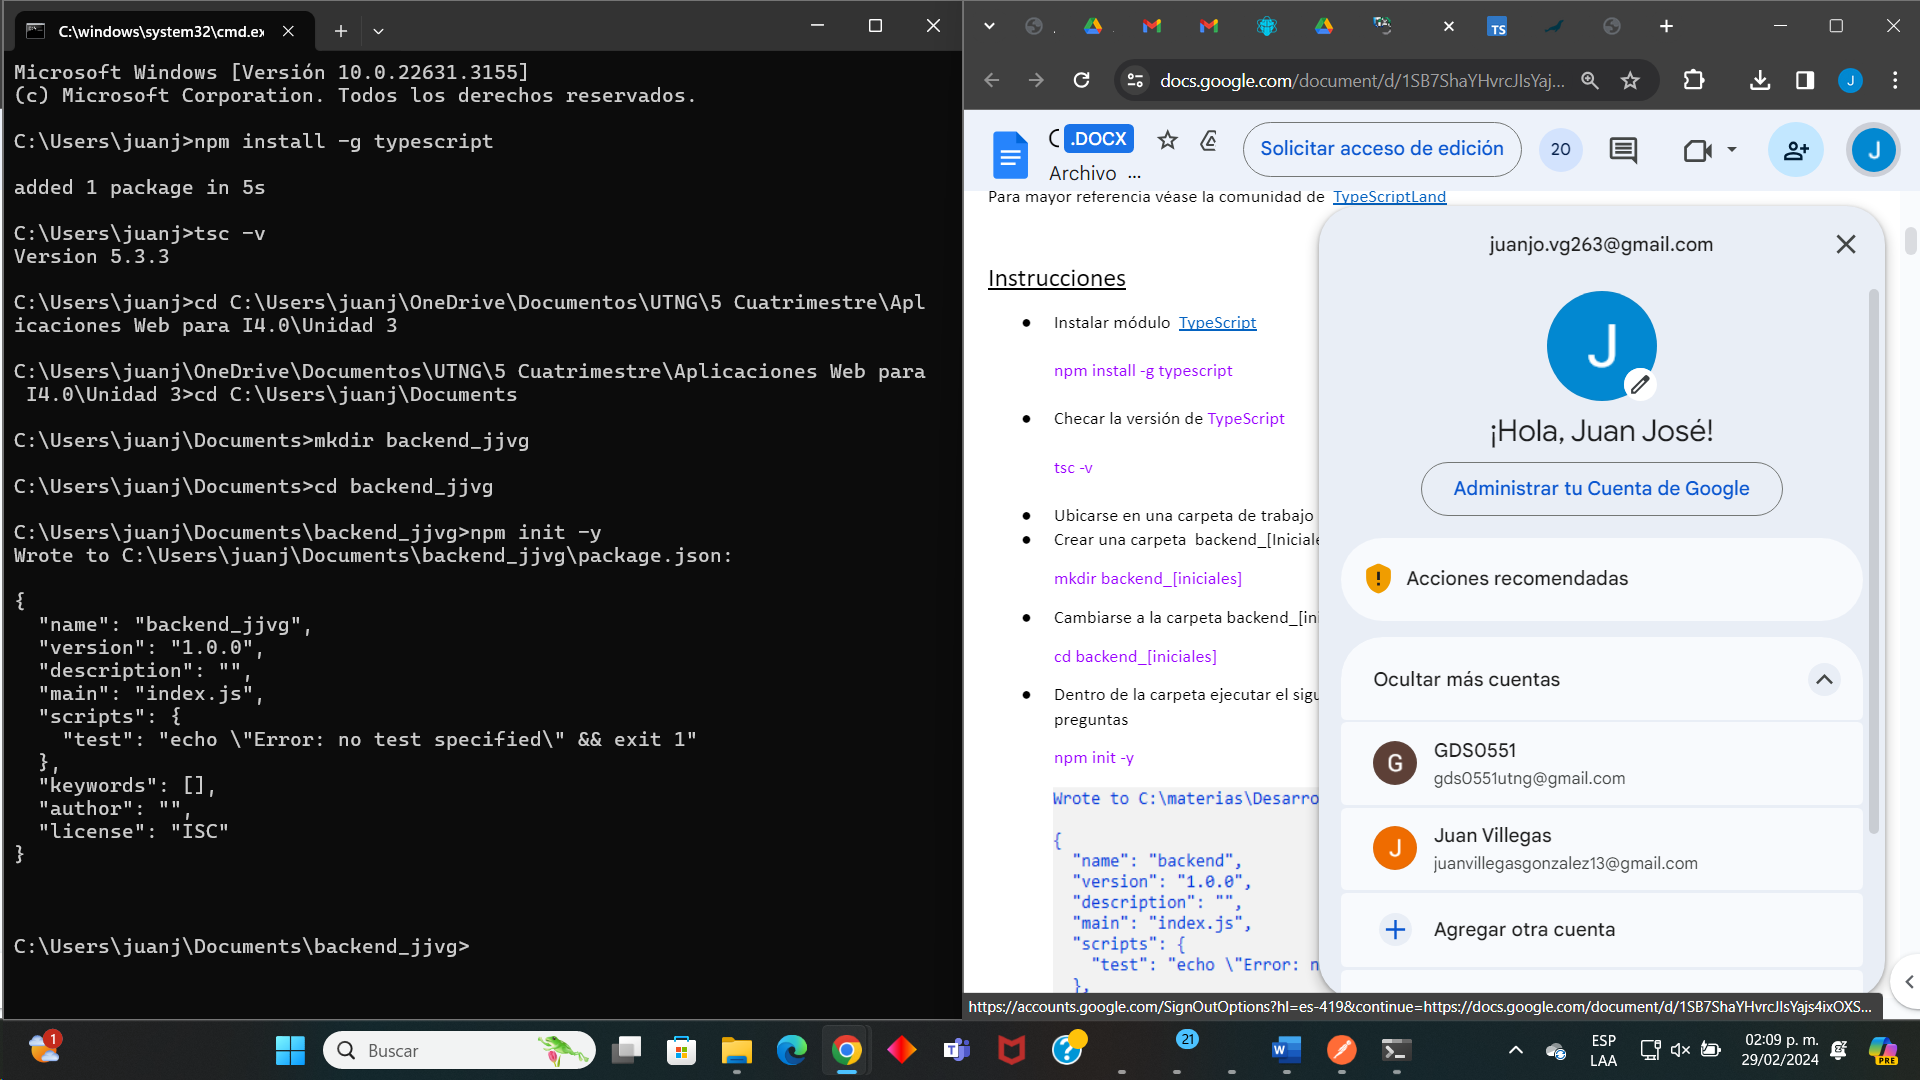 C:\windows\system32\cmd.ex
Microsoft Windows [Versión 10.0.22631.3155]
(c) Microsoft Corporation. Todos los derechos reservados.
C:\Users\juanj>npm install -g typescript
added 1 package in 5s
C:\Users\juanj>tsc -v
Version 5.3.3
C:\Users\juanj>cd C:\Users\juanj\OneDrive\Documentos\UTNG\5 Cuatrimestre\Apl
icaciones Web para I4.0\Unidad 3
C:\Users\juanj\OneDrive\Documentos\UTNG\5 Cuatrimestre\Aplicaciones Web para
I4.0\Unidad 3>cd C:\Users\juanj\Documents
C:\Users\juanj\Documents>mkdir backend_jjvg
C:\Users\juanj\Documents>cd backend_jjvg
C:\Users\juanj\Documents\backend_jjvg>npm init -y
Wrote to C:\Users\juanj\Documents\backend_jjvg\package.json:
{
"name": "backend_jjvg",
"version": "1.0.0",
"description": "",
"main": "index.js",
"scripts": {
"test": "echo \"Error: no test specified\" && exit 1"
},
"keywords": [],
"author": "",
"license": "ISC"
}
C:\Users\juanj\Documents\backend_jjvg>
TS
docs.google.com/document/d/1SB7ShaYHvrcJIsYaj...
J
.DOCX
Archivo ...
Solicitar acceso de edición
20
J
Para mayor referencia véase la comunidad de TypeScriptLand
Instrucciones
● Instalar módulo TypeScript
npm install -g typescript
● Checar la versión de TypeScript
tsc -v
● Ubicarse en una carpeta de trabajo
● Crear una carpeta backend_[Iniciale
mkdir backend_[iniciales]
● Cambiarse a la carpeta backend_[ini
cd backend_[iniciales]
● Dentro de la carpeta ejecutar el sigu
preguntas
npm init -y
Wrote to C:\materias\Desarro
{
"name": "backend",
"version": "1.0.0",
"description": "",
"main": "index.js",
"scripts": {
"test": "echo \"Error: n
},
juanjo.vg263@gmail.com
J
¡Hola, Juan José!
Administrar tu Cuenta de Google
Acciones recomendadas
Ocultar más cuentas
G
GDS0551
gds0551utng@gmail.com
J
Juan Villegas
juanvillegasgonzalez13@gmail.com
Agregar otra cuenta
https://accounts.google.com/SignOutOptions?hl=es-419&continue=https://docs.google.com/document/d/1SB7ShaYHvrcJIsYajs4ixOXS...
1
Buscar
21
ESP
LAA
02:09 p. m.
29/02/2024
PRE